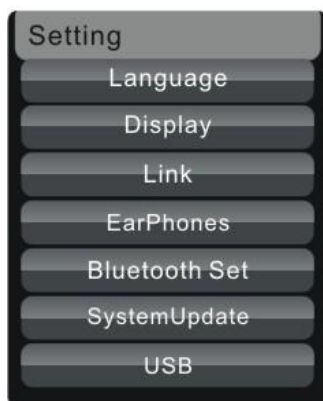 Setting
Language
Display
Link
EarPhones
Bluetooth Set
SystemUpdate
USB